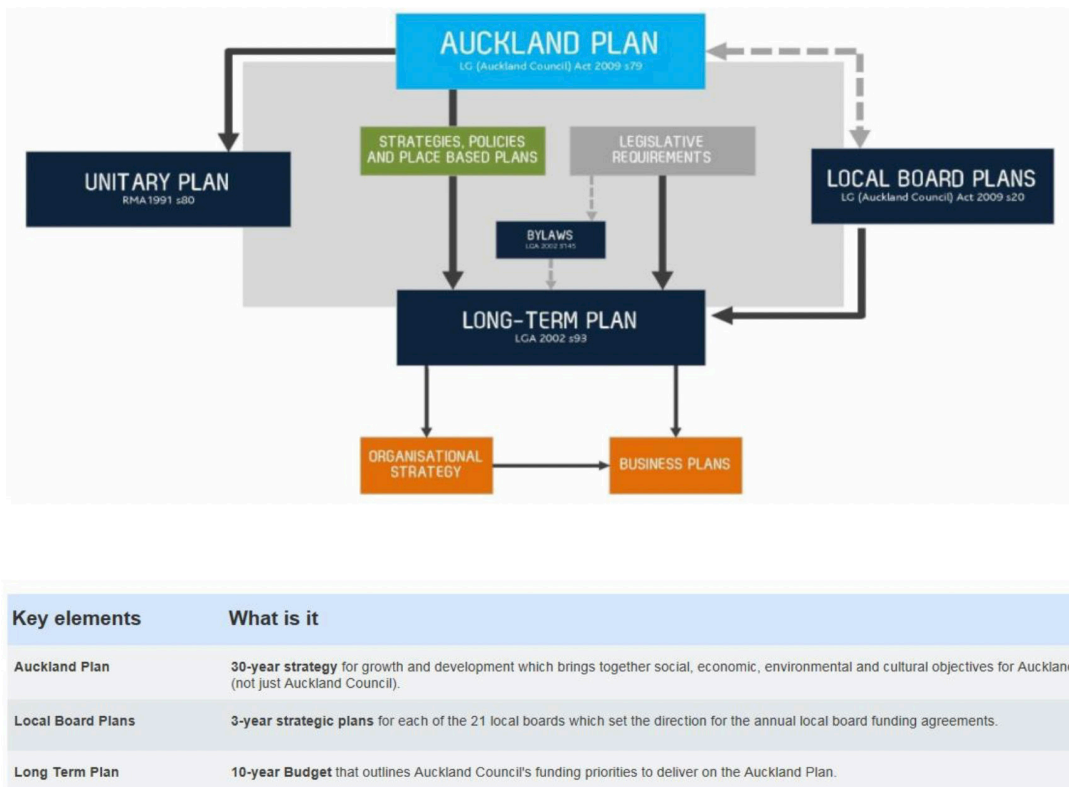 AUCKLAND PLAN
LG (Auckland Council) Act 2009 s79
STRATEGIES, POLICIES
AND PLACE BASED PLANS
LEGISLATIVE
REQUIREMENTS
UNITARY PLAN
RMA 1991 s80
LOCAL BOARD PLANS
LG (Auckland Council) Act 2009 s20
BYLAWS
LGA 2002 s145
LONG-TERM PLAN
LGA 2002 s93
ORGANISATIONAL
STRATEGY
BUSINESS PLANS
Key elements What is it
Auckland Plan 30-year strategy for growth and development which brings together social, economic, environmental and cultural objectives for Auckland
(not just Auckland Council).
Local Board Plans 3-year strategic plans for each of the 21 local boards which set the direction for the annual local board funding agreements.
Long Term Plan 10-year Budget that outlines Auckland Council's funding priorities to deliver on the Auckland Plan.